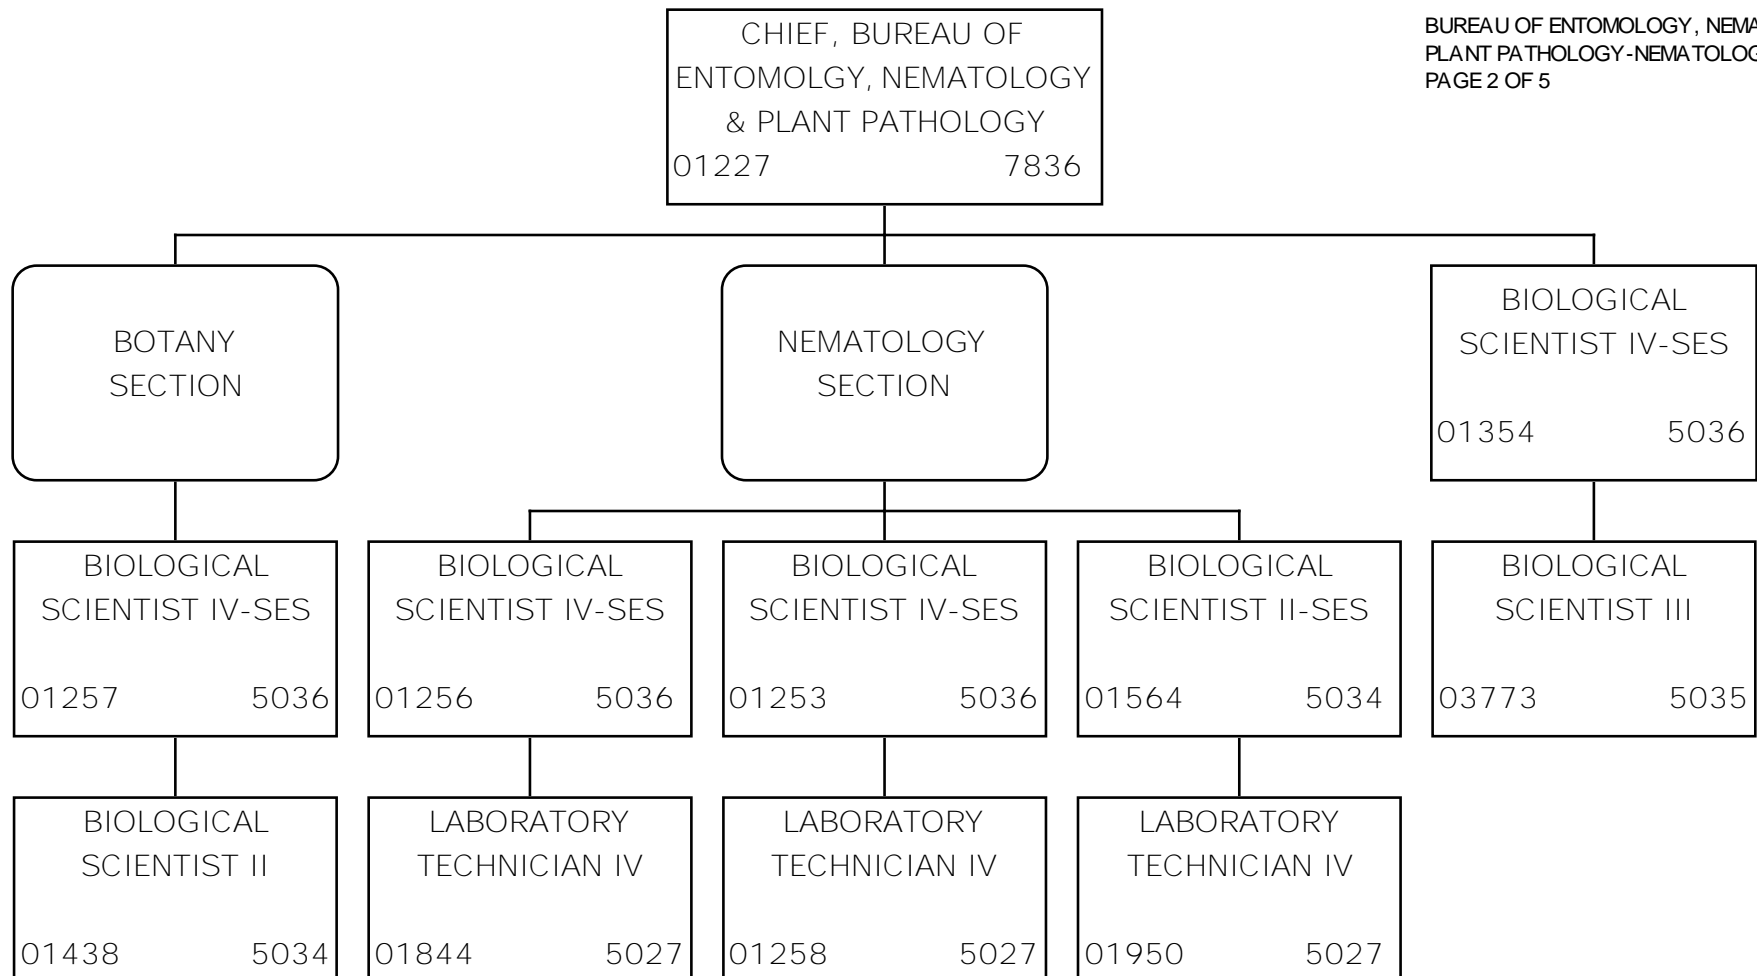 CHIEF, BUREAU OF
ENTOMOLGY, NEMATOLOGY
& PLANT PATHOLOGY
01227 7836
BUREAU OF ENTOMOLOGY, NEMA
PLANT PATHOLOGY-NEMATOLOG
PAGE 2 OF 5
BOTANY
SECTION
NEMATOLOGY
SECTION
BIOLOGICAL
SCIENTIST IV-SES
01354 5036
BIOLOGICAL
SCIENTIST IV-SES
01257 5036
BIOLOGICAL
SCIENTIST IV-SES
01256 5036
BIOLOGICAL
SCIENTIST IV-SES
01253 5036
BIOLOGICAL
SCIENTIST II-SES
01564 5034
BIOLOGICAL
SCIENTIST III
03773 5035
BIOLOGICAL
SCIENTIST II
01438 5034
LABORATORY
TECHNICIAN IV
01844 5027
LABORATORY
TECHNICIAN IV
01258 5027
LABORATORY
TECHNICIAN IV
01950 5027